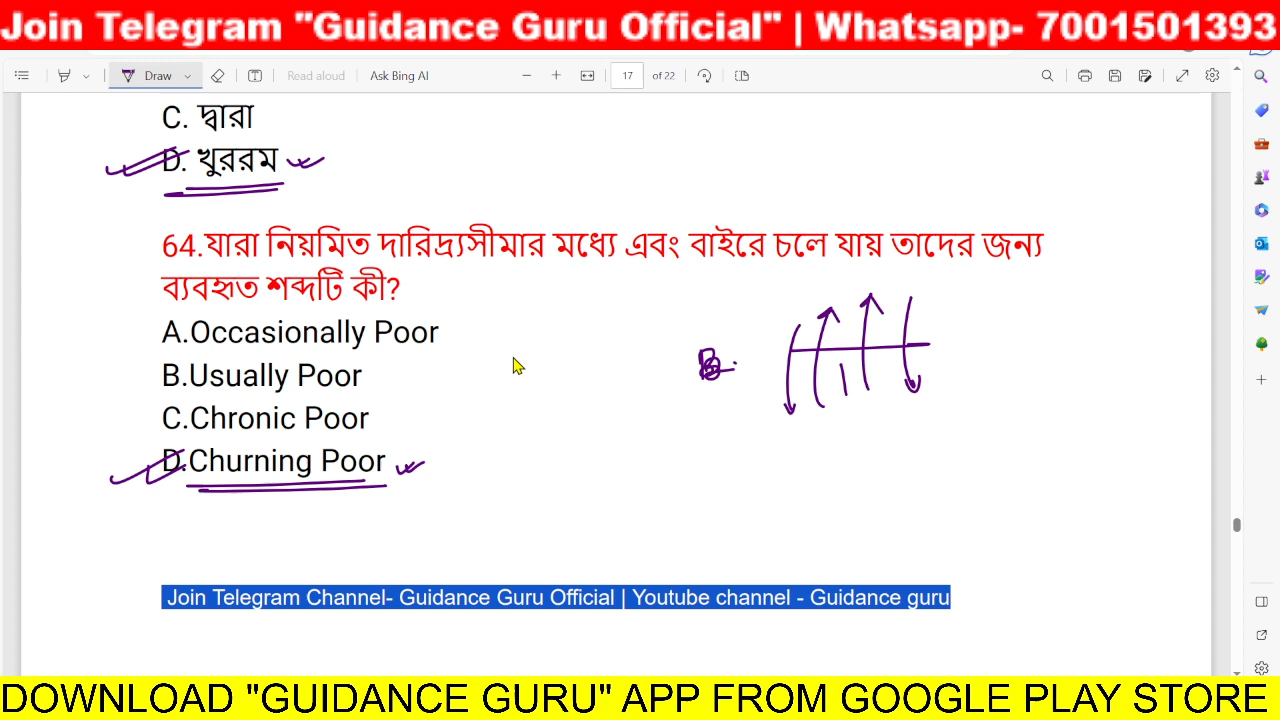 Join Telegram "Guidance Guru Official" | Whatsapp- 7001501393
Draw
Read aloud
Ask Bing AI
17
of 22
C. দ্বারা
D. খুররম
64.যারা নিয়মিত দারিদ্র্যসীমার মধ্যে এবং বাইরে চলে যায় তাদের জন্য
ব্যবহৃত শব্দটি কী?
A.Occasionally Poor
B.Usually Poor
C.Chronic Poor
D.Churning Poor
Join Telegram Channel- Guidance Guru Official | Youtube channel - Guidance guru
DOWNLOAD "GUIDANCE GURU" APP FROM GOOGLE PLAY STORE